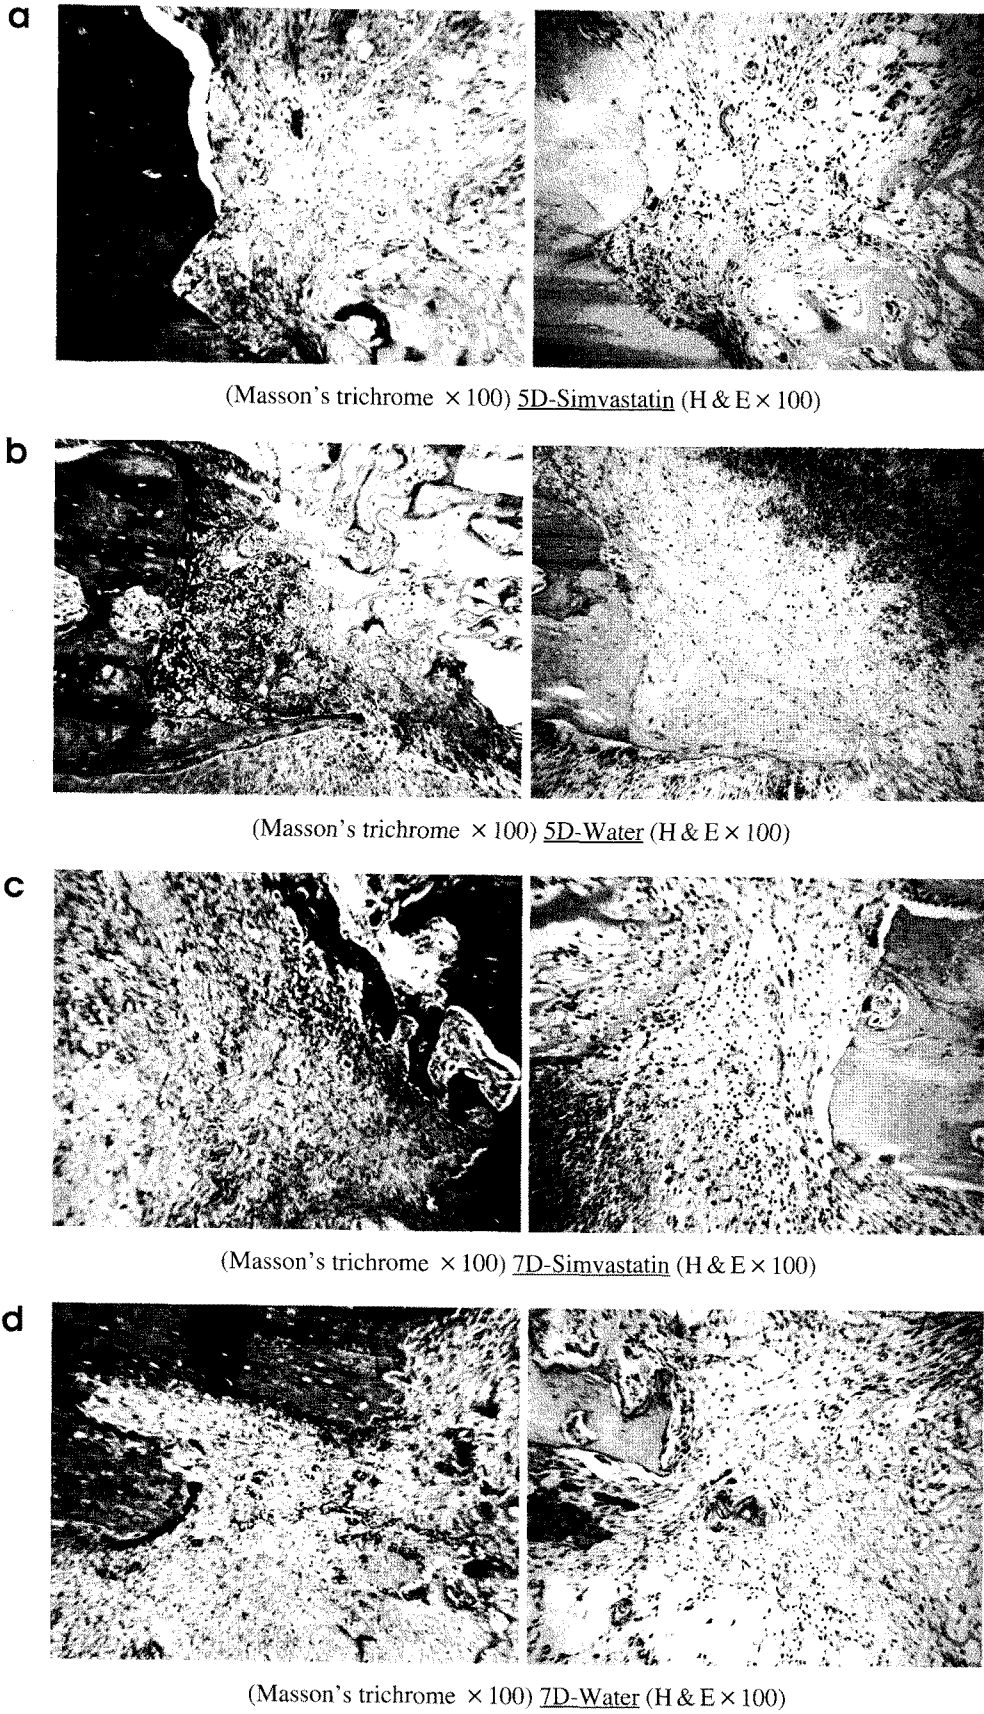 a
(Masson's trichrome × 100) 5D-Simvastatin (H & E × 100)
b
(Masson's trichrome × 100) 5D-Water (H & E × 100)
c
(Masson's trichrome × 100) 7D-Simvastatin (H & E × 100)
d
(Masson's trichrome × 100) 7D-Water (H & E × 100)